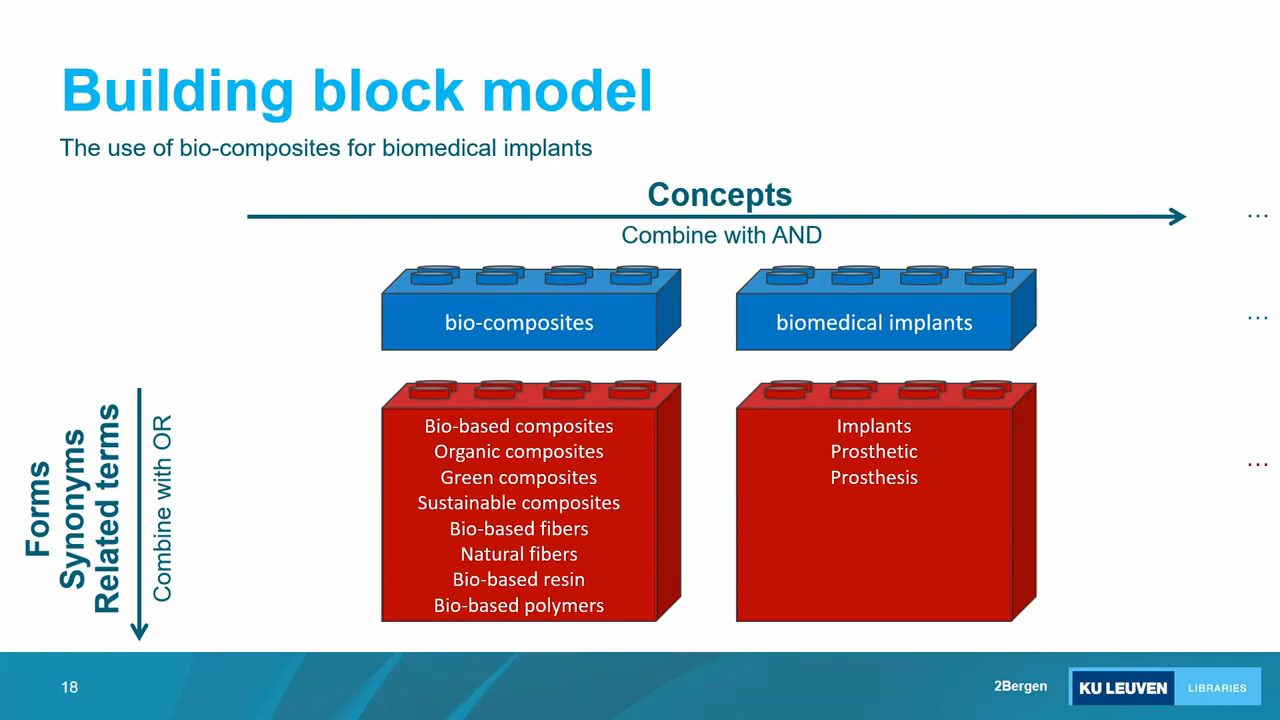 Building block model
The use of bio-composites for biomedical implants
Concepts
...
Combine with AND
bio-composites
biomedical implants
...
Forms
Synonyms
Related terms
Combine with OR
Bio-based composites
Organic composites
Green composites
Sustainable composites
Bio-based fibers
Natural fibers
Bio-based resin
Bio-based polymers
Implants
Prosthetic
Prosthesis
...
18
2Bergen
KU LEUVEN
LIBRARIES